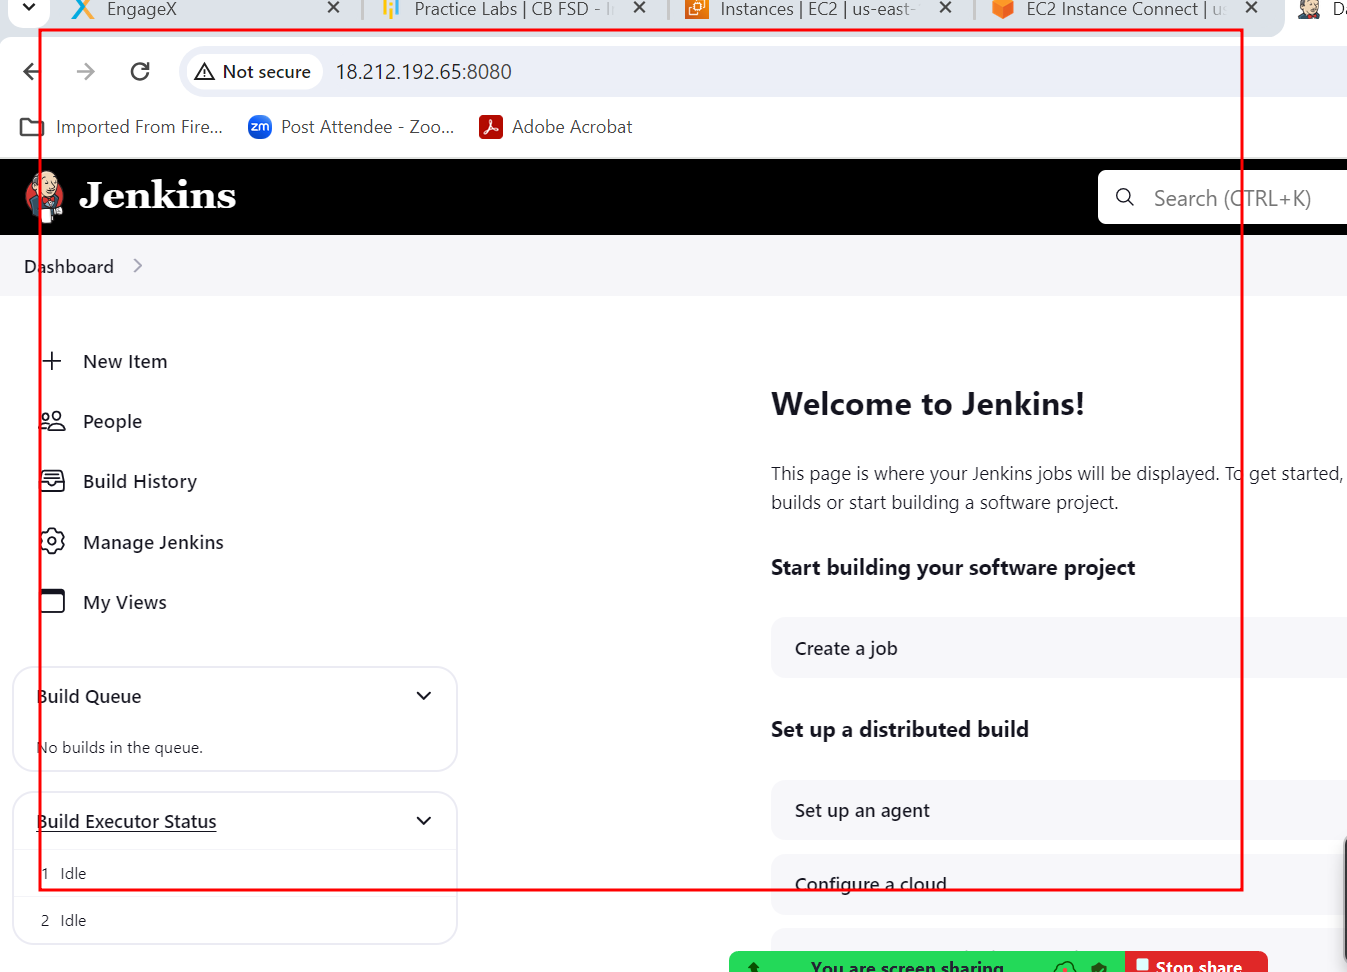 EngageX
Practice Labs | CB FSD -
Instances | EC2 | us-east-
EC2 Instance Connect |
Not secure
18.212.192.65:8080
Imported From Fire...
zm
Post Attendee - Zoo...
Adobe Acrobat
Jenkins
Search (CTRL+K)
Dashboard
New Item
People
Build History
Manage Jenkins
My Views
Build Queue
No builds in the queue.
Build Executor Status
1 Idle
2 Idle
Welcome to Jenkins!
This page is where your Jenkins jobs will be displayed. To get started,
builds or start building a software project.
Start building your software project
Create a job
Set up a distributed build
Set up an agent
Configure a cloud
You are screen sharing
Stop share